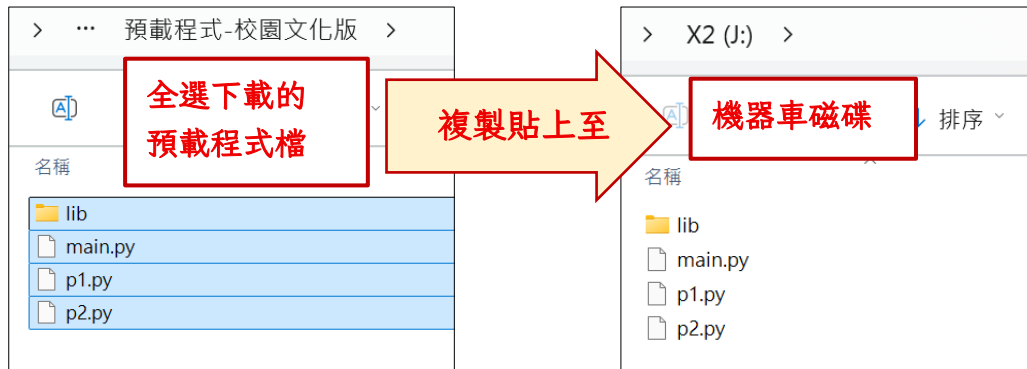 > ··· 預載程式-校園文化版 >
全選下載的
預載程式檔
名稱
lib
main.py
p1.py
p2.py
複製貼上至
> X2 (J:) >
機器車磁碟
排序
名稱
lib
main.py
p1.py
p2.py